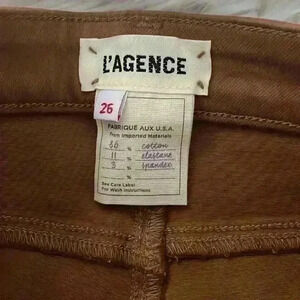 L'AGENCE
26
FABRIQUE AUX U.S.A.
From Imported Materials
86 % cotton
11 % elastane
3 % spandex
%
See Care Label
For Wash Instructions